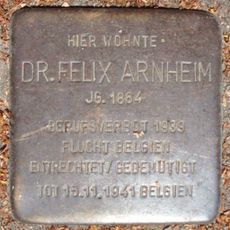 HIER WOHNTE
DR. FELIX ARNHEIM
JG. 1864
BERUFSVERBOT 1933
FLUCHT BELGIEN
ENTRECHTET/GEDEMÜTIGT
TOT 15.11.1941 BELGIEN